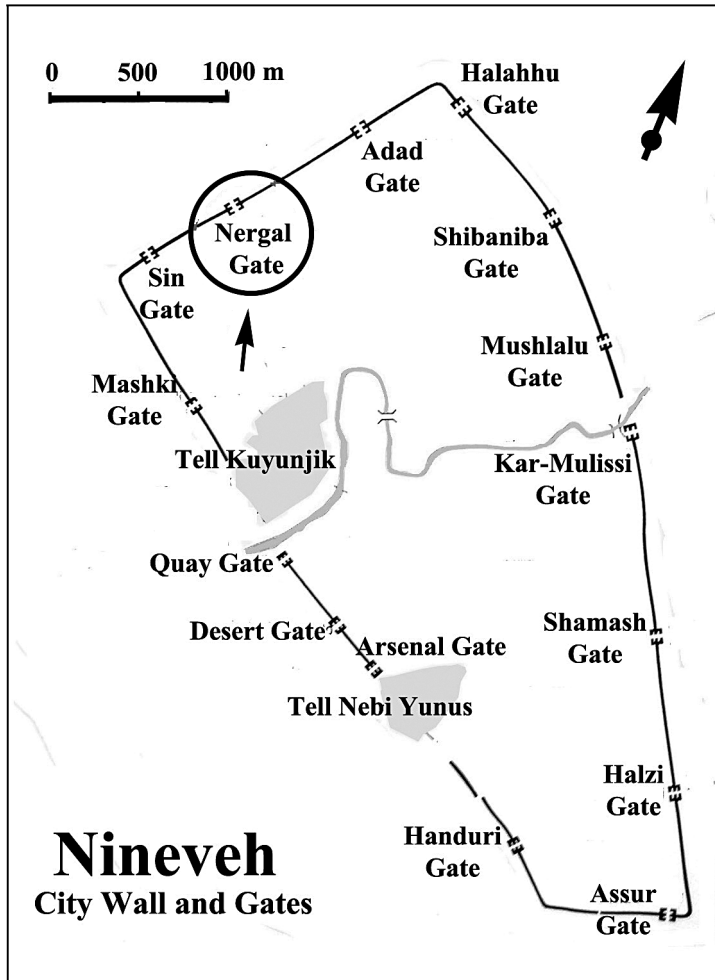 0 500 1000 m
Halahhu
Gate
Adad
Gate
Nergal
Gate
Shibaniba
Gate
Sin
Gate
Mushlalu
Gate
Mashki
Gate
Tell Kuyunjik
Kar-Mulissi
Gate
Quay Gate
Desert Gate
Shamash
Gate
Arsenal Gate
Tell Nebi Yunus
Halzi
Gate
Handuri
Gate
Nineveh
City Wall and Gates
Assur
Gate